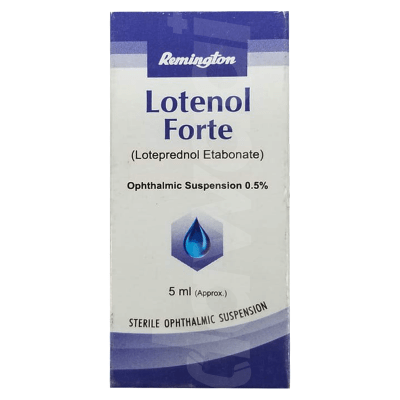 Remington
Lotenol
Forte
(Loteprednol Etabonate)
Ophthalmic Suspension 0.5%
5 ml (Approx.)
STERILE OPHTHALMIC SUSPENSION